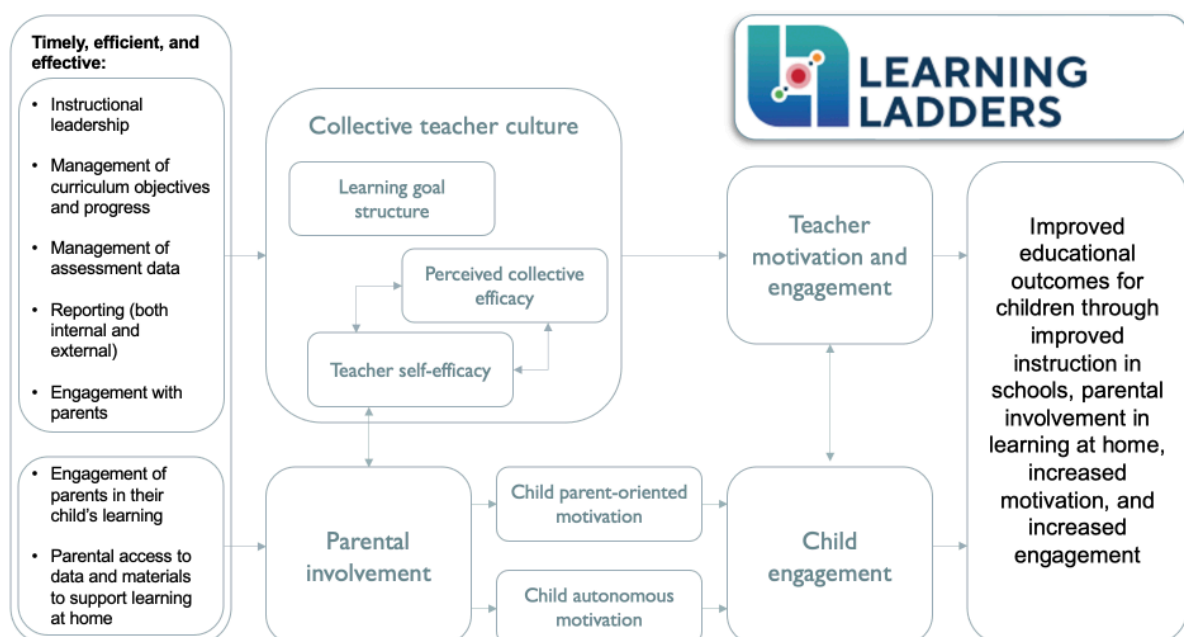 Timely, efficient, and
effective:
• Instructional
leadership
• Management of
curriculum objectives
and progress
• Management of
assessment data
• Reporting (both
internal and
external)
• Engagement with
parents
• Engagement of
parents in their
child's learning
• Parental access to
data and materials
to support learning
at home
Collective teacher culture
Learning goal
structure
Perceived collective
efficacy
Teacher self-efficacy
Parental
involvement
Child parent-oriented
motivation
Child autonomous
motivation
LEARNING
LADDERS
Teacher
motivation and
engagement
Child
engagement
Improved
educational
outcomes for
children through
improved
instruction in
schools, parental
involvement in
learning at home,
increased
motivation, and
increased
engagement